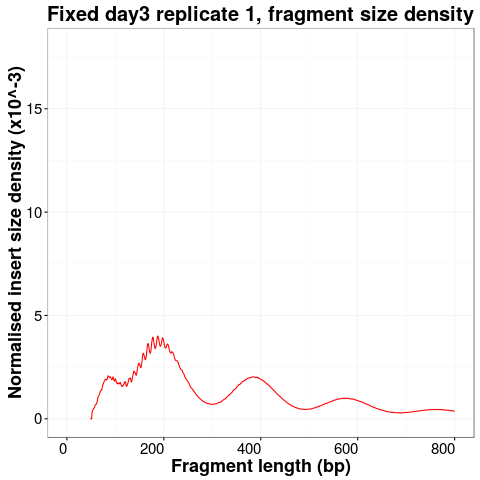 Fixed day3 replicate 1, fragment size density
Normalised insert size density (x10^-3)
15
10
5
0
0 200 400 600 800
Fragment length (bp)